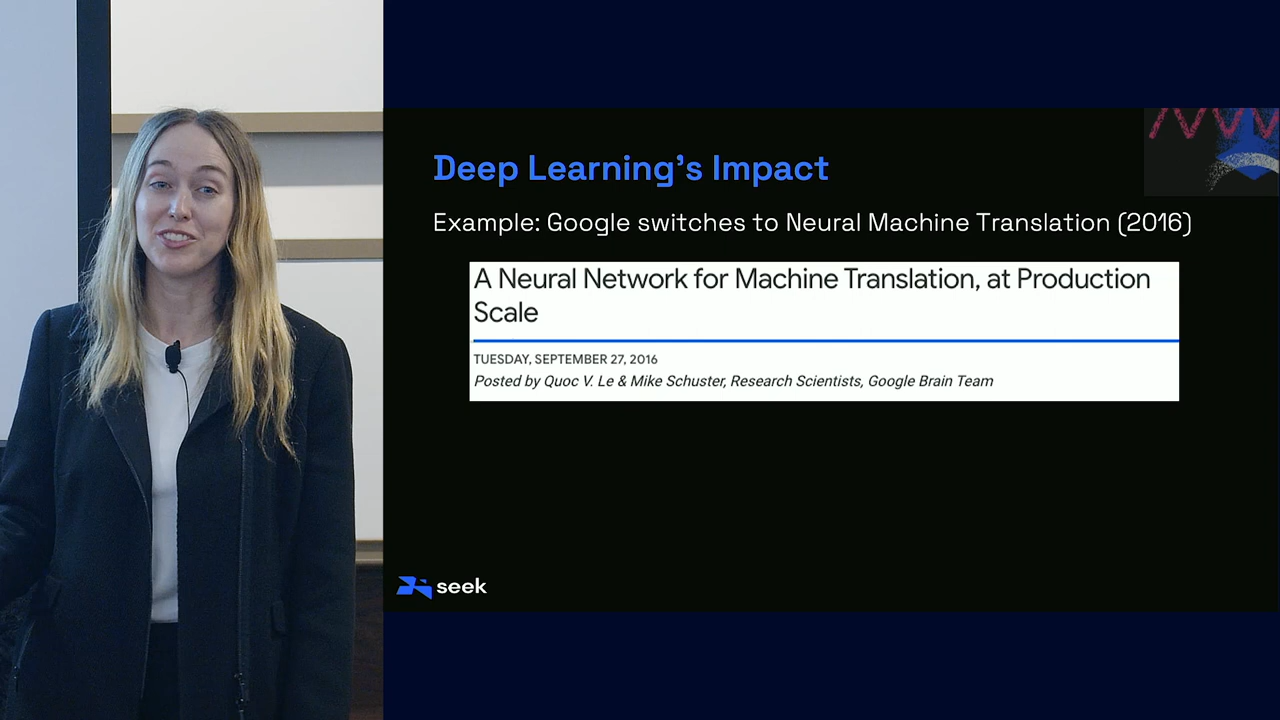 Deep Learning’s Impact
Example: Google switches to Neural Machine Translation (2016)
A Neural Network for Machine Translation, at Production
Scale
TUESDAY, SEPTEMBER 27, 2016
Posted by Quoc V. Le & Mike Schuster, Research Scientists, Google Brain Team
seek